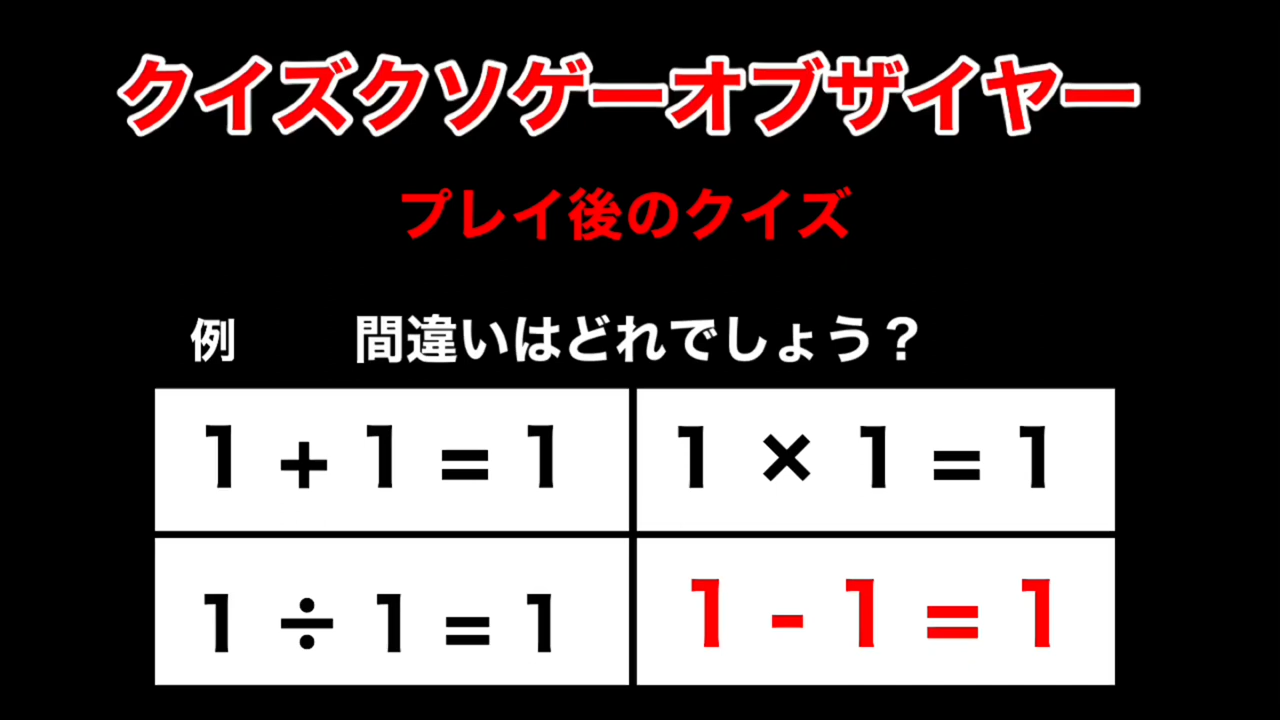 クイズクソゲーオブザイヤー
プレイ後のクイズ
例 間違いはどれでしょう？
1 + 1 = 1
1 × 1 = 1
1 ÷ 1 = 1
1 - 1 = 1